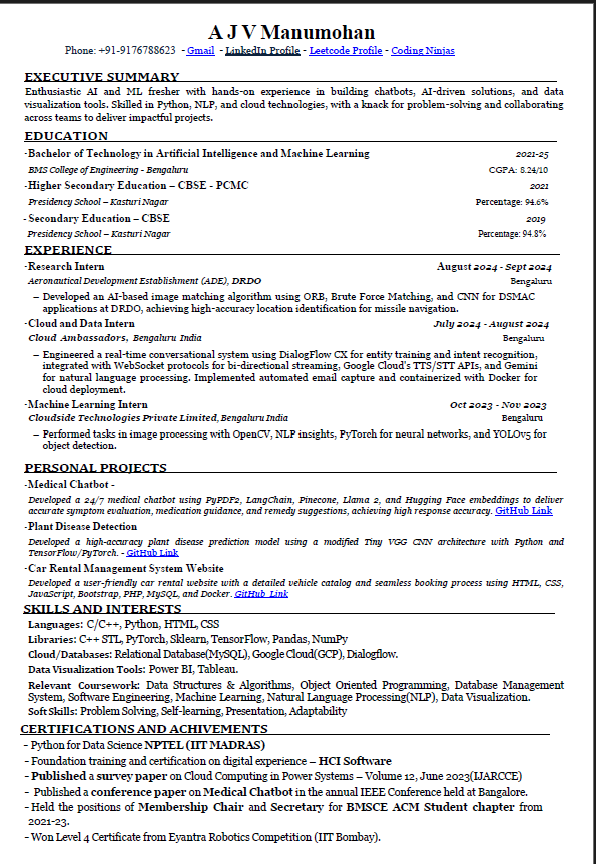 A J V Manumohan
Phone: +91-9176788623 - Gmail - LinkedIn Profile - Leetcode Profile - Coding Ninjas
EXECUTIVE SUMMARY
Enthusiastic AI and ML fresher with hands-on experience in building chatbots, AI-driven solutions, and data
visualization tools. Skilled in Python, NLP, and cloud technologies, with a knack for problem-solving and collaborating
across teams to deliver impactful projects.
EDUCATION
-Bachelor of Technology in Artificial Intelligence and Machine Learning 2021-25
BMS College of Engineering - Bengaluru CGPA: 8.24/10
-Higher Secondary Education – CBSE - PCMC 2021
Presidency School – Kasturi Nagar Percentage: 94.6%
- Secondary Education – CBSE 2019
Presidency School – Kasturi Nagar Percentage: 94.8%
EXPERIENCE
-Research Intern August 2024 - Sept 2024
Aeronautical Development Establishment (ADE), DRDO Bengaluru
– Developed an AI-based image matching algorithm using ORB, Brute Force Matching, and CNN for DSMAC
applications at DRDO, achieving high-accuracy location identification for missile navigation.
-Cloud and Data Intern July 2024 - August 2024
Cloud Ambassadors, Bengaluru India Bengaluru
– Engineered a real-time conversational system using DialogFlow CX for entity training and intent recognition,
integrated with WebSocket protocols for bi-directional streaming, Google Cloud's TTS/STT APIs, and Gemini
for natural language processing. Implemented automated email capture and containerized with Docker for
cloud deployment.
-Machine Learning Intern Oct 2023 - Nov 2023
Cloudside Technologies Private Limited, Bengaluru India Bengaluru
– Performed tasks in image processing with OpenCV, NLP insights, PyTorch for neural networks, and YOLOv5 for
object detection.
PERSONAL PROJECTS
-Medical Chatbot -
Developed a 24/7 medical chatbot using PyPDF2, LangChain, Pinecone, Llama 2, and Hugging Face embeddings to deliver
accurate symptom evaluation, medication guidance, and remedy suggestions, achieving high response accuracy. GitHub Link
-Plant Disease Detection
Developed a high-accuracy plant disease prediction model using a modified Tiny VGG CNN architecture with Python and
TensorFlow/PyTorch. - GitHub Link
-Car Rental Management System Website
Developed a user-friendly car rental website with a detailed vehicle catalog and seamless booking process using HTML, CSS,
JavaScript, Bootstrap, PHP, MySQL, and Docker. GitHub Link
SKILLS AND INTERESTS
Languages: C/C++, Python, HTML, CSS
Libraries: C++ STL, PyTorch, Sklearn, TensorFlow, Pandas, NumPy
Cloud/Databases: Relational Database(MySQL), Google Cloud(GCP), Dialogflow.
Data Visualization Tools: Power BI, Tableau.
Relevant Coursework: Data Structures & Algorithms, Object Oriented Programming, Database Management
System, Software Engineering, Machine Learning, Natural Language Processing(NLP), Data Visualization.
Soft Skills: Problem Solving, Self-learning, Presentation, Adaptability
CERTIFICATIONS AND ACHIVEMENTS
- Python for Data Science NPTEL (IIT MADRAS)
- Foundation training and certification on digital experience – HCI Software
- Published a survey paper on Cloud Computing in Power Systems – Volume 12, June 2023(IJARCCE)
- Published a conference paper on Medical Chatbot in the annual IEEE Conference held at Bangalore.
- Held the positions of Membership Chair and Secretary for BMSCE ACM Student chapter from
2021-23.
- Won Level 4 Certificate from Eyantra Robotics Competition (IIT Bombay).